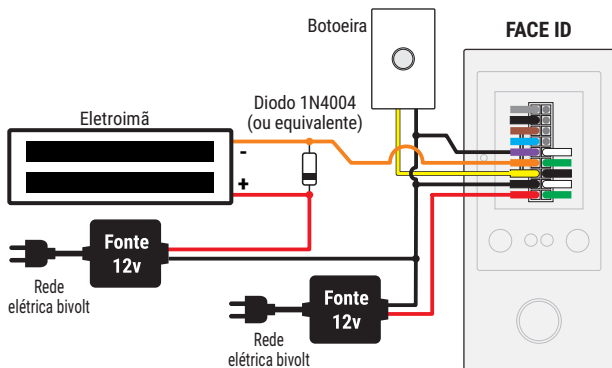 Botoeira
FACE ID
Diodo 1N4004
(ou equivalente)
Eletroimã
-
+
Fonte
12v
Rede
elétrica bivolt
Fonte
12v
Rede
elétrica bivolt